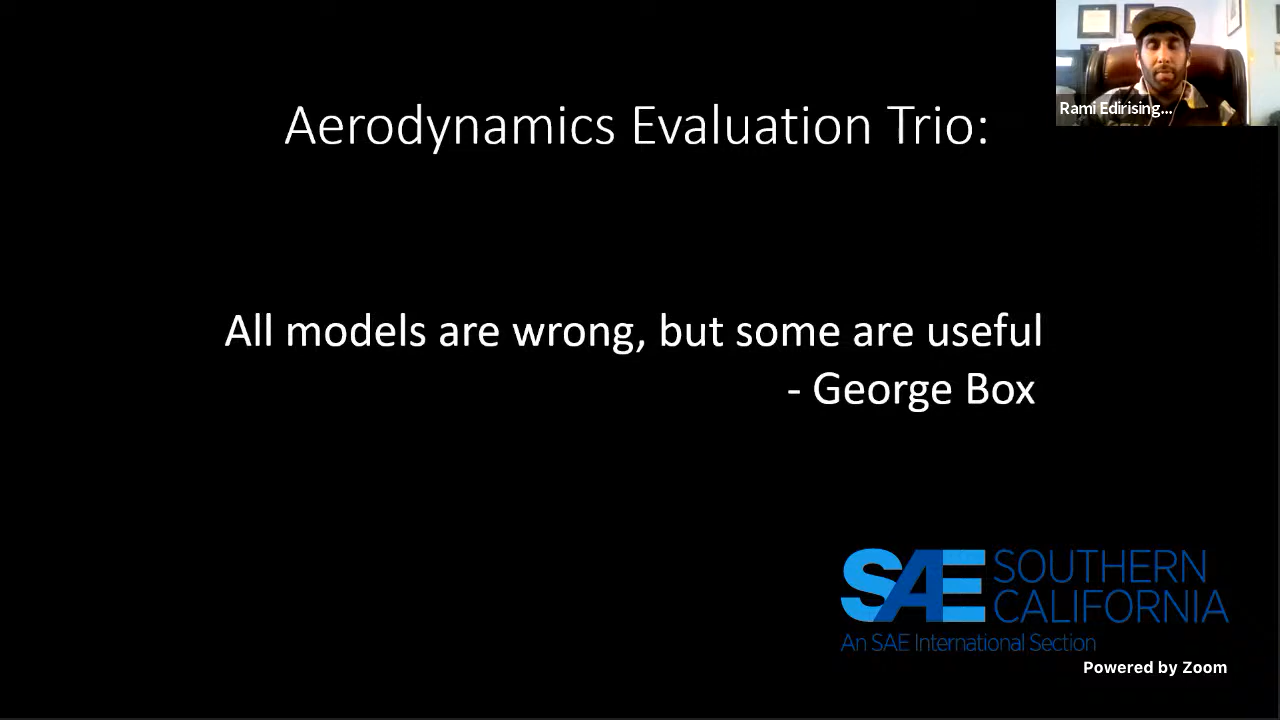 Aerodynamics Evaluation Trio:
Rami Edirising...
All models are wrong, but some are useful
- George Box
SAE SOUTHERN
CALIFORNIA
An SAE International Section
Powered by Zoom